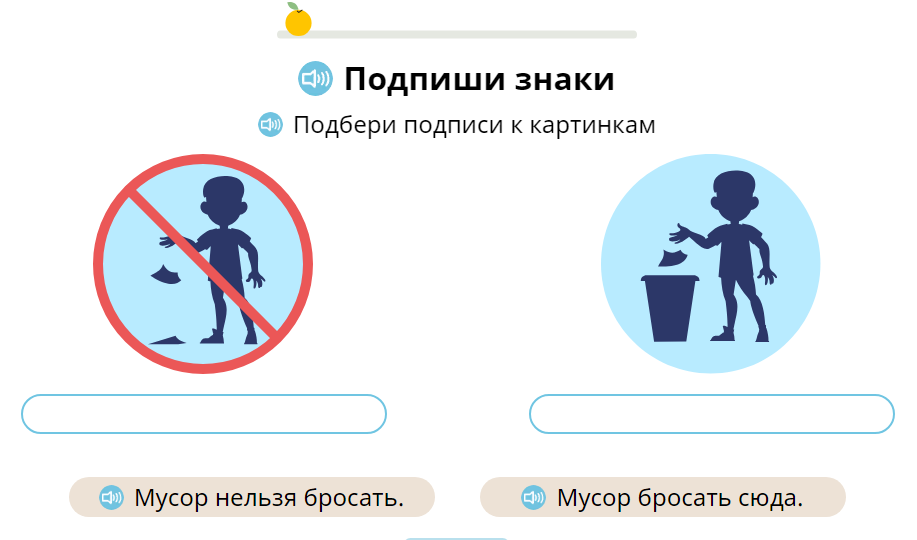 Подпиши знаки
Подбери подписи к картинкам
Мусор нельзя бросать.
Мусор бросать сюда.